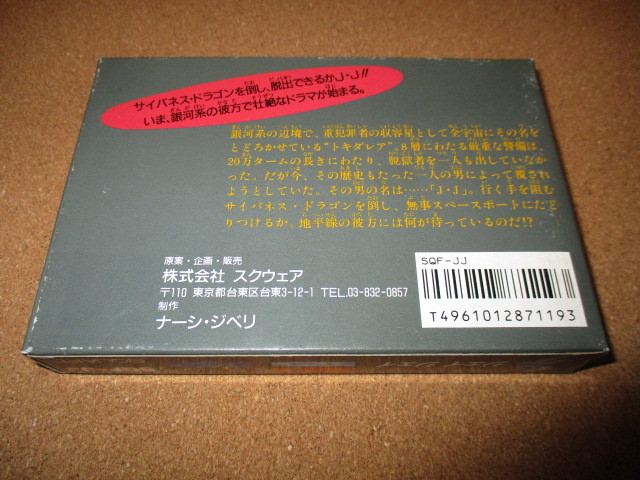 サイバネス・ドラゴンを倒し、脱出できるかJ・J!!
いま、銀河系の彼方で壮絶なドラマが始まる。
銀河系の辺境で、重犯罪者の収容星として全宇宙にその名を
とどろかせている"トキダレア"。8層にわたる厳重な警備は、
20万タームの長きにわたり、脱獄者を一人も出していなか
った。だが今、その歴史もたった一人の男によって覆され
ようとしていた。その男の名は……「J・J」。行く手を阻む
サイバネス・ドラゴンを倒し、無事スペースポートにたど
りつけるか、地平線の彼方には何が待っているのだ!?
原案・企画・販売
株式会社 スクウェア
〒110 東京都台東区台東3-12-1 TEL.03-832-0857
制作
ナーシ・ジベリ
SQF-JJ
T4961012871193